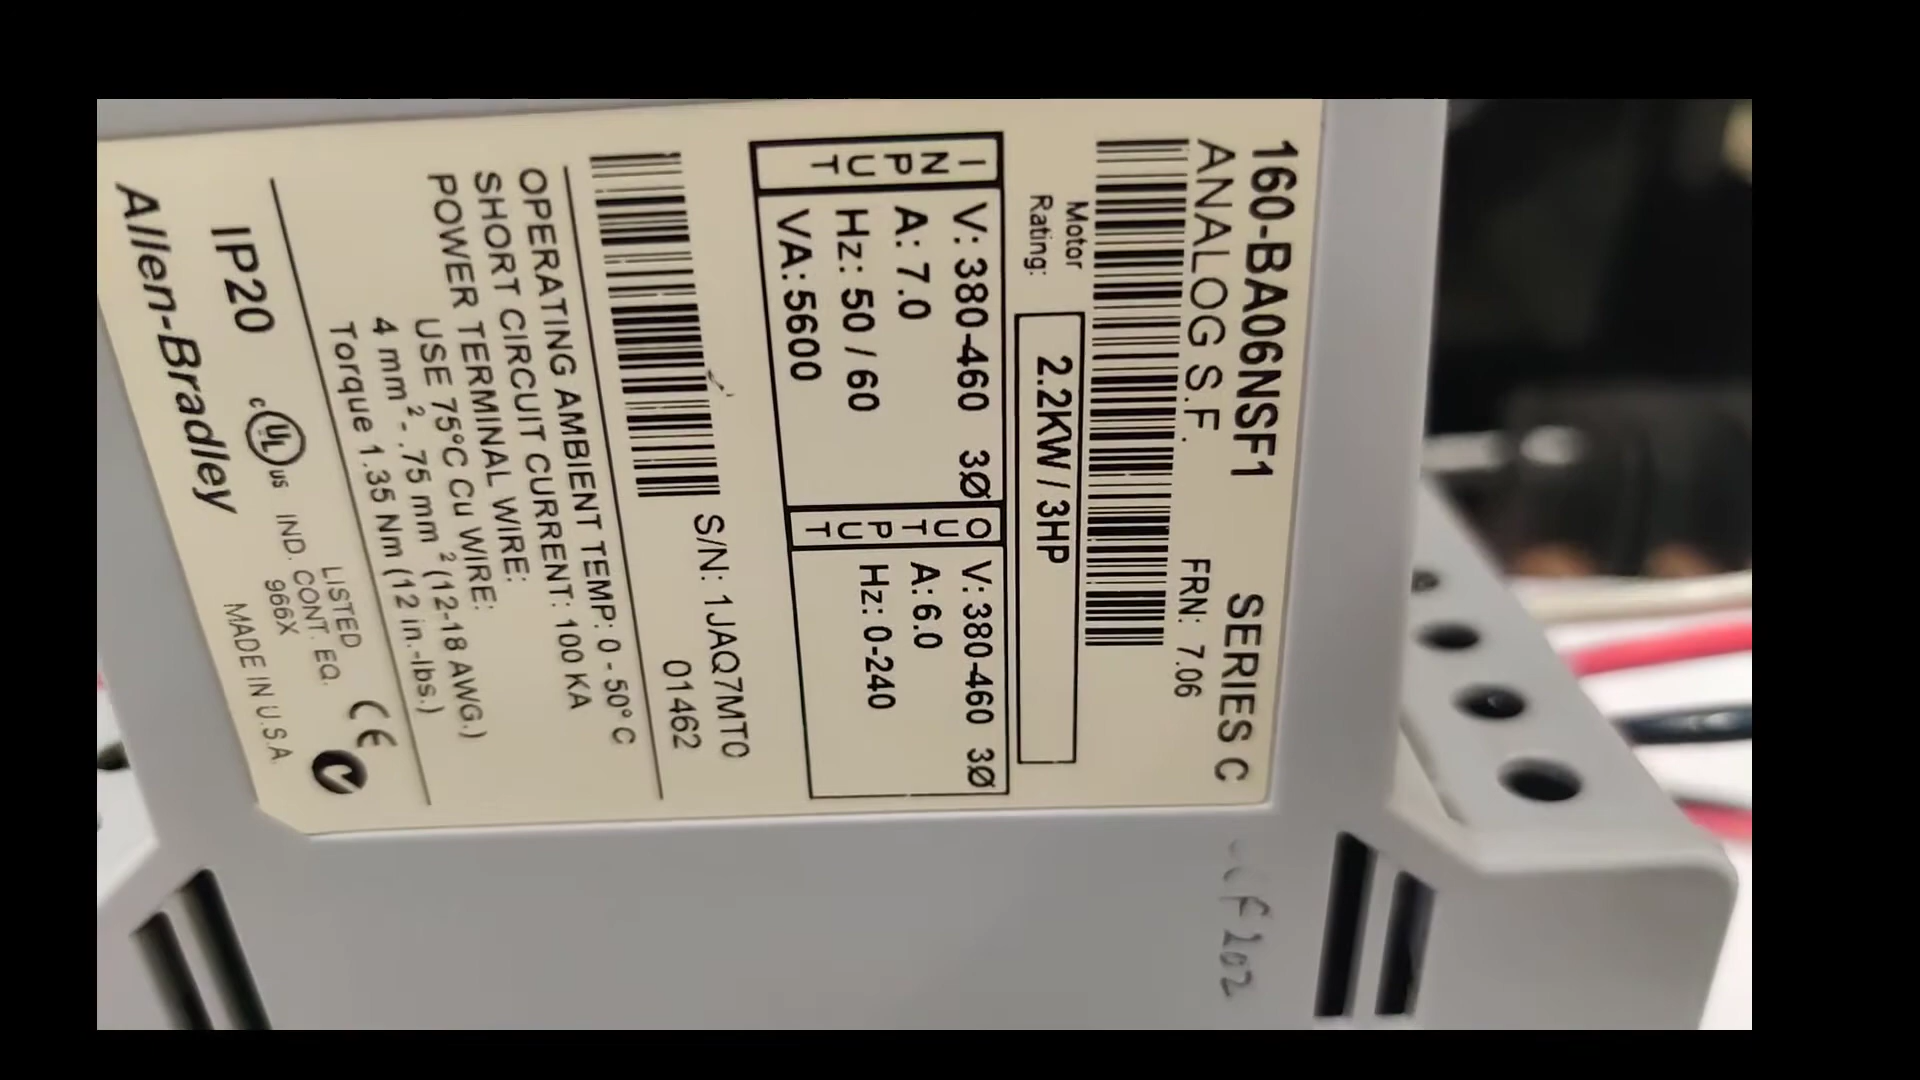 160-BA06NSF1 SERIES C
ANALOG S.F. FRN: 7.06
Motor Rating: 2.2KW / 3HP
INPUT
V: 380-460 3Ø
A: 7.0
Hz: 50 / 60
VA: 5600
OUTPUT
V: 380-460 3Ø
A: 6.0
Hz: 0-240
S/N: 1JAQ7MT0
01462
OPERATING AMBIENT TEMP: 0 - 50° C
SHORT CIRCUIT CURRENT: 100 KA
POWER TERMINAL WIRE:
USE 75°C Cu WIRE:
4 mm² - .75 mm² (12-18 AWG.)
Torque 1.35 Nm (12 in.-lbs.)
IP20
c UL us
LISTED
IND. CONT. EQ.
966X
CE
Allen-Bradley
MADE IN U.S.A.